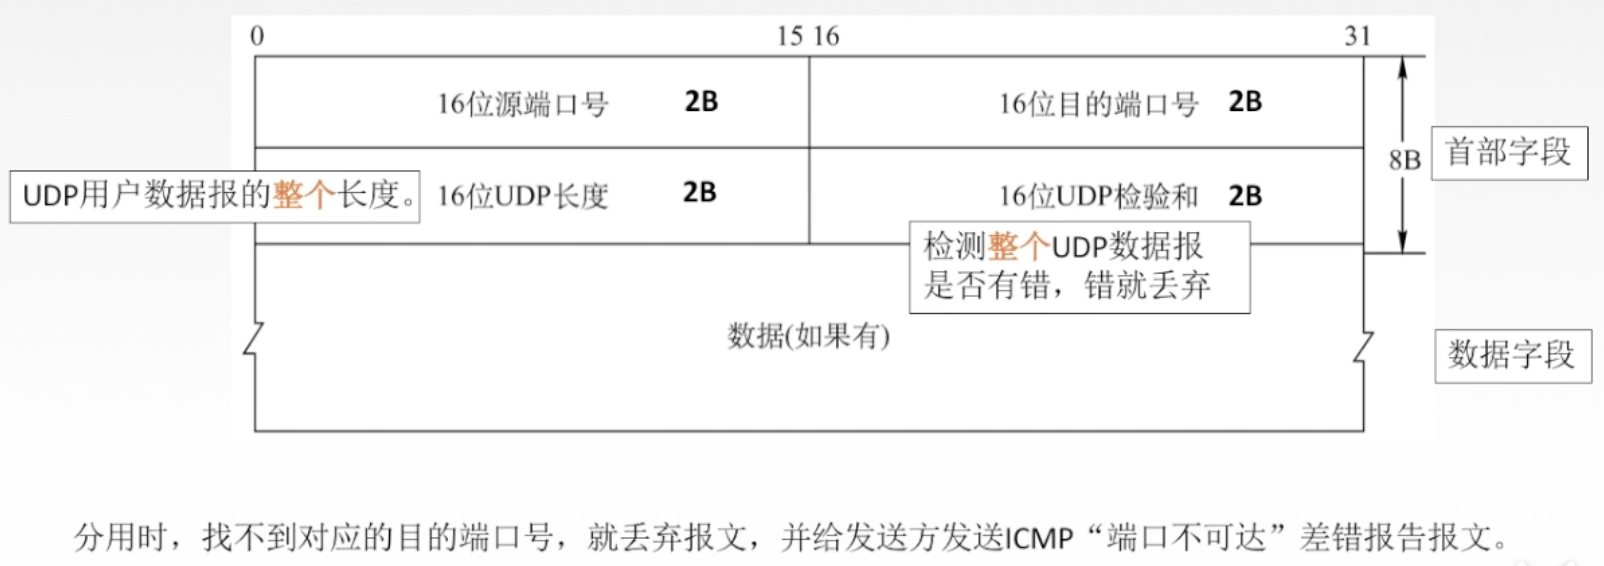 0 15 16 31
16位源端口号 2B 16位目的端口号 2B
8B 首部字段
UDP用户数据报的整个长度。 16位UDP长度 2B 16位UDP检验和 2B
检测整个UDP数据报
是否有错，错就丢弃
数据(如果有)
数据字段
分用时，找不到对应的目的端口号，就丢弃报文，并给发送方发送ICMP“端口不可达”差错报告报文。